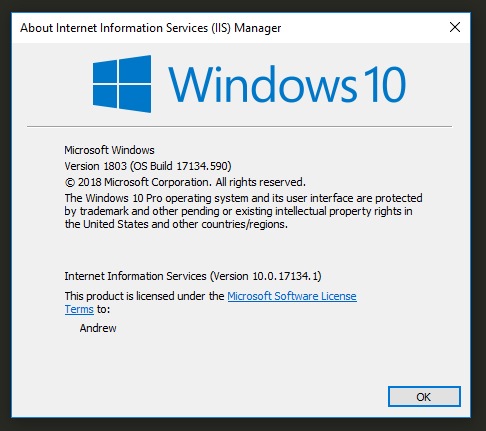 About Internet Information Services (IIS) Manager
Windows 10
Microsoft Windows
Version 1803 (OS Build 17134.590)
© 2018 Microsoft Corporation. All rights reserved.
The Windows 10 Pro operating system and its user interface are protected
by trademark and other pending or existing intellectual property rights in
the United States and other countries/regions.
Internet Information Services (Version 10.0.17134.1)
This product is licensed under the Microsoft Software License
Terms to:
Andrew
OK